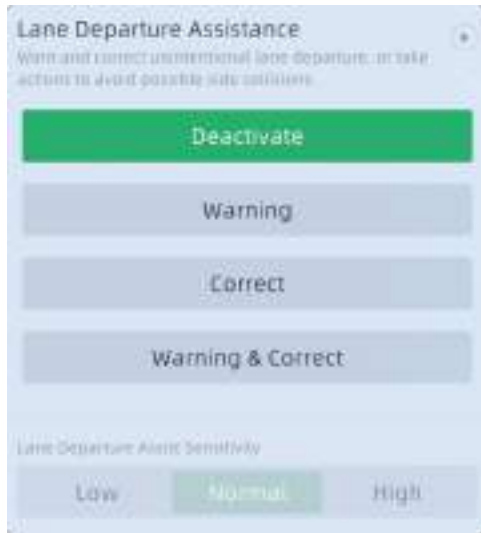 Lane Departure Assistance
Warn and correct unintentional lane departure, or take
actions to avoid possible side collisions.
Deactivate
Warning
Correct
Warning & Correct
Lane Departure Assist Sensitivity
Low Normal High